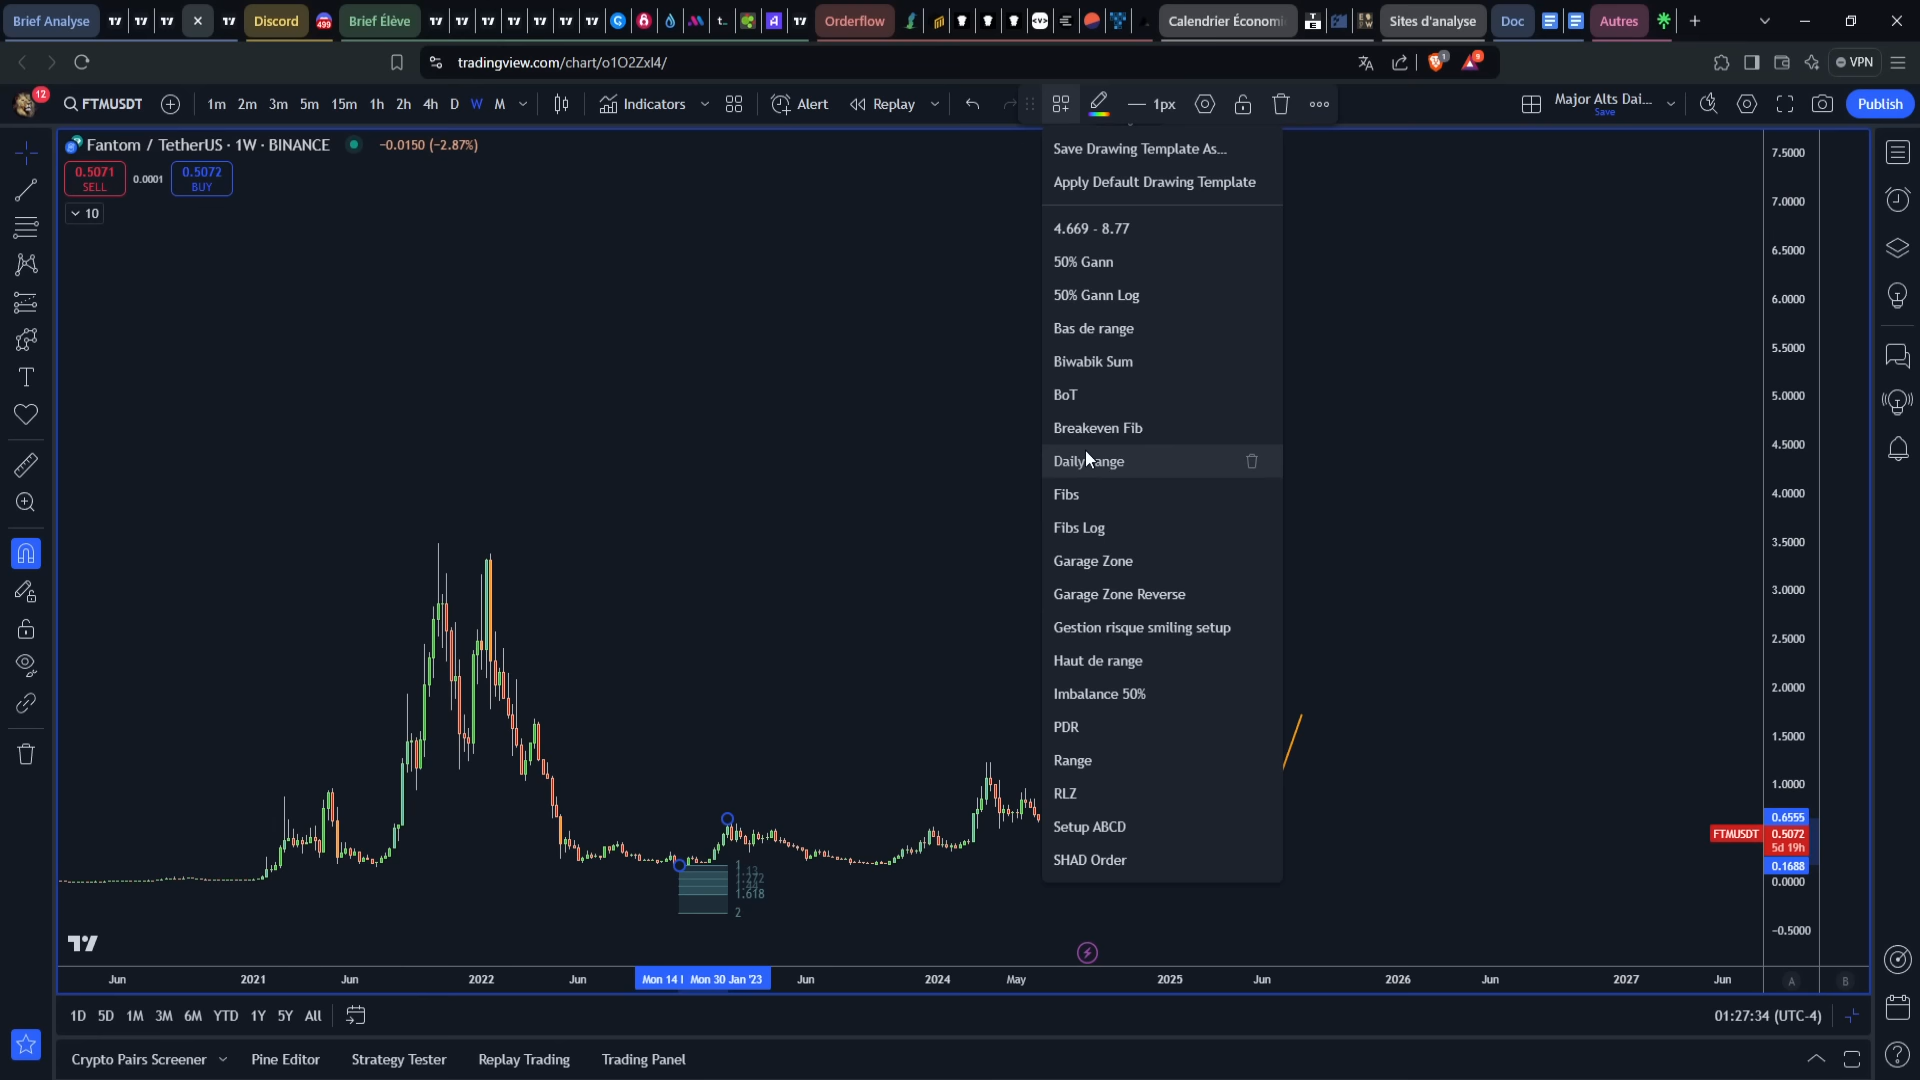 Brief Analyse
Discord
499
Brief Élève
t..
Orderflow
Calendrier Économi
Sites d'analyse
Doc
Autres
tradingview.com/chart/o1O2Zxl4/
1
9
VPN
12
FTMUSDT
1m 2m 3m 5m 15m 1h 2h 4h D W M
Indicators
Alert
Replay
1px
Major Alts Dai...
Save
Publish
Fantom / TetherUS · 1W · BINANCE
-0.0150 (-2.87%)
0.5071
SELL
0.0001
0.5072
BUY
10
Save Drawing Template As...
Apply Default Drawing Template
4.669 - 8.77
50% Gann
50% Gann Log
Bas de range
Biwabik Sum
BoT
Breakeven Fib
Daily range
Fibs
Fibs Log
Garage Zone
Garage Zone Reverse
Gestion risque smiling setup
Haut de range
Imbalance 50%
PDR
Range
RLZ
Setup ABCD
SHAD Order
7.5000
7.0000
6.5000
6.0000
5.5000
5.0000
4.5000
4.0000
3.5000
3.0000
2.5000
2.0000
1.5000
1.0000
0.6555
FTMUSDT 0.5072
5d 19h
0.1688
0.0000
-0.5000
1
1.13
1.272
1.618
2
Jun 2021 Jun 2022 Jun Mon 14 Mon 30 Jan '23 Jun 2024 May 2025 Jun 2026 Jun 2027 Jun
A
B
1D 5D 1M 3M 6M YTD 1Y 5Y All
01:27:34 (UTC-4)
Crypto Pairs Screener
Pine Editor
Strategy Tester
Replay Trading
Trading Panel